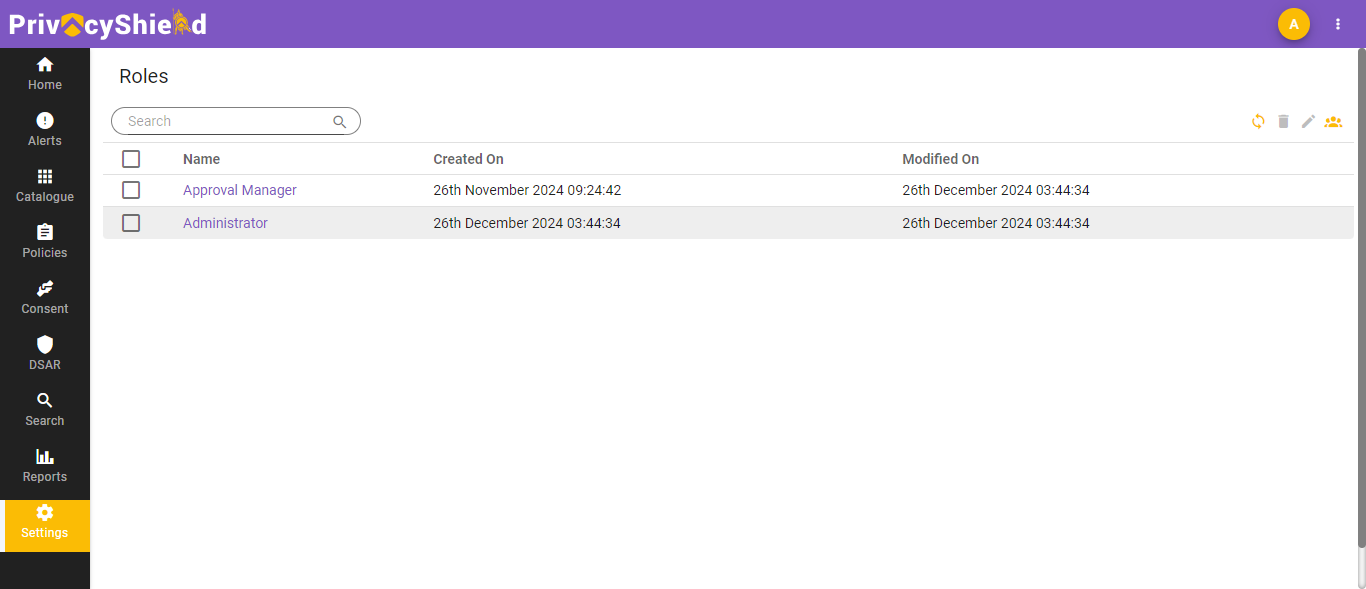 PrivacyShield
A
Home
Alerts
Catalogue
Policies
Consent
DSAR
Search
Reports
Settings
Roles
Search
Name Created On Modified On
Approval Manager 26th November 2024 09:24:42 26th December 2024 03:44:34
Administrator 26th December 2024 03:44:34 26th December 2024 03:44:34